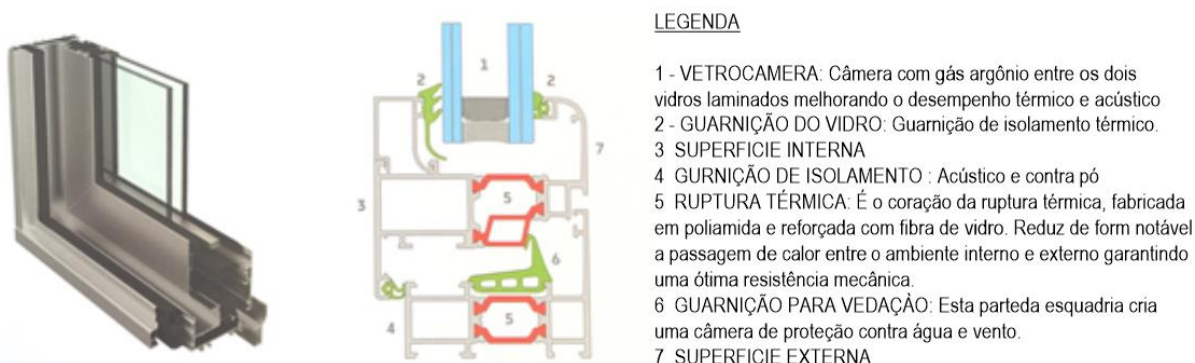 LEGENDA
1 - VETROCAMERA: Câmera com gás argônio entre os dois
vidros laminados melhorando o desempenho térmico e acústico
2 - GUARNIÇÃO DO VIDRO: Guarnição de isolamento térmico.
3 SUPERFICIE INTERNA
4 GURNIÇÃO DE ISOLAMENTO : Acústico e contra pó
5 RUPTURA TÉRMICA: É o coração da ruptura térmica, fabricada
em poliamida e reforçada com fibra de vidro. Reduz de form notável
a passagem de calor entre o ambiente interno e externo garantindo
uma ótima resistência mecânica.
6 GUARNIÇÃO PARA VEDAÇÀO: Esta parteda esquadria cria
uma câmera de proteção contra água e vento.
7 SUPERFICIE EXTERNA
1
2
2
7
3
5
6
4
5